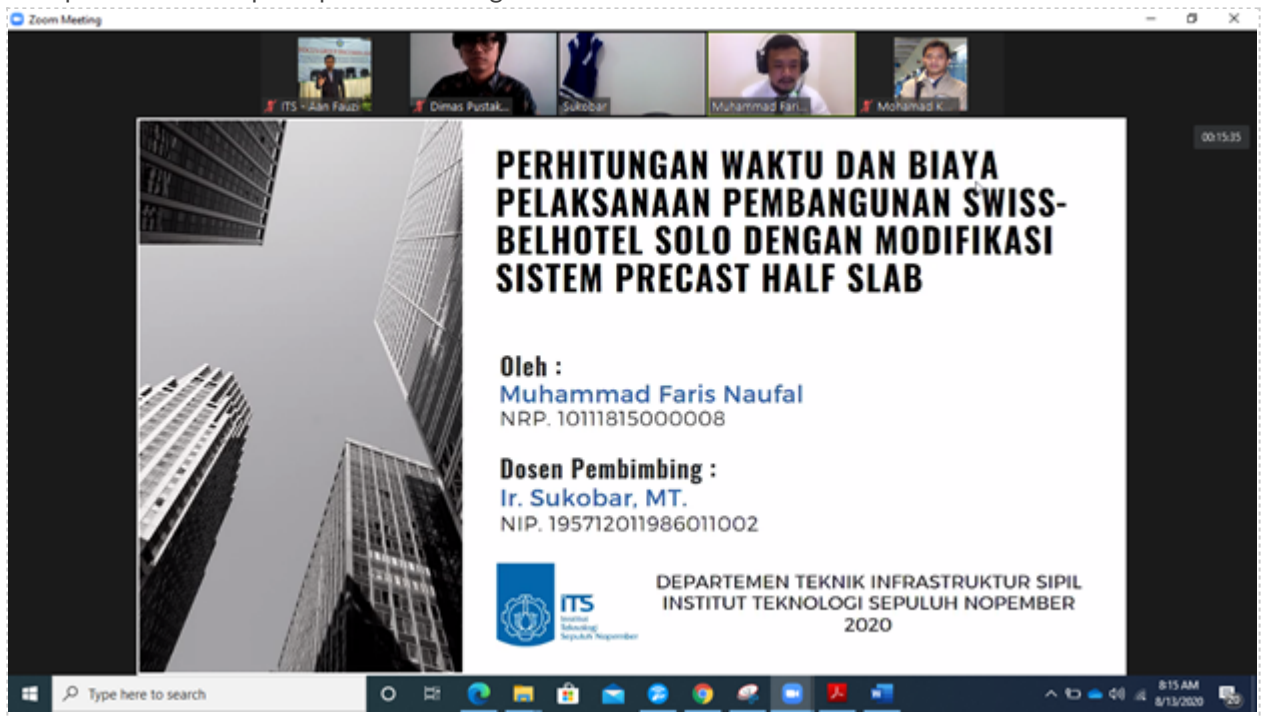 Zoom Meeting
ITS - Aan Fauzi
Dimas Pustak...
Sukobar
Muhammad Fari...
Mohamad K...
00:15:35
PERHITUNGAN WAKTU DAN BIAYA
PELAKSANAAN PEMBANGUNAN SWISS-
BELHOTEL SOLO DENGAN MODIFIKASI
SISTEM PRECAST HALF SLAB
Oleh :
Muhammad Faris Naufal
NRP. 10111815000008
Dosen Pembimbing :
Ir. Sukobar, MT.
NIP. 195712011986011002
ITS
Institut
Teknologi
Sepuluh Nopember
DEPARTEMEN TEKNIK INFRASTRUKTUR SIPIL
INSTITUT TEKNOLOGI SEPULUH NOPEMBER
2020
Type here to search
8:15 AM
8/13/2020